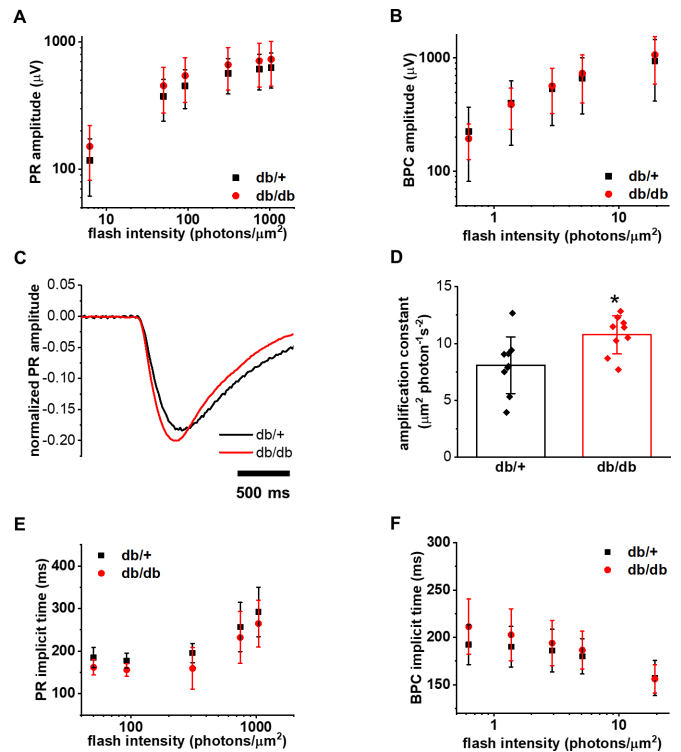 A
1000
100
PR amplitude (μV)
db/+
db/db
10
100
1000
flash intensity (photons/μm²)
B
1000
100
BPC amplitude (μV)
db/+
db/db
1
10
flash intensity (photons/μm²)
C
0.05
0.00
-0.05
-0.10
-0.15
-0.20
normalized PR amplitude
db/+
db/db
500 ms
D
15
10
5
0
amplification constant
(μm² photon⁻¹s⁻²)
*
db/+
db/db
E
400
300
200
100
PR implicit time (ms)
db/+
db/db
100
1000
flash intensity (photons/μm²)
F
300
250
200
150
BPC implicit time (ms)
db/+
db/db
1
10
flash intensity (photons/μm²)